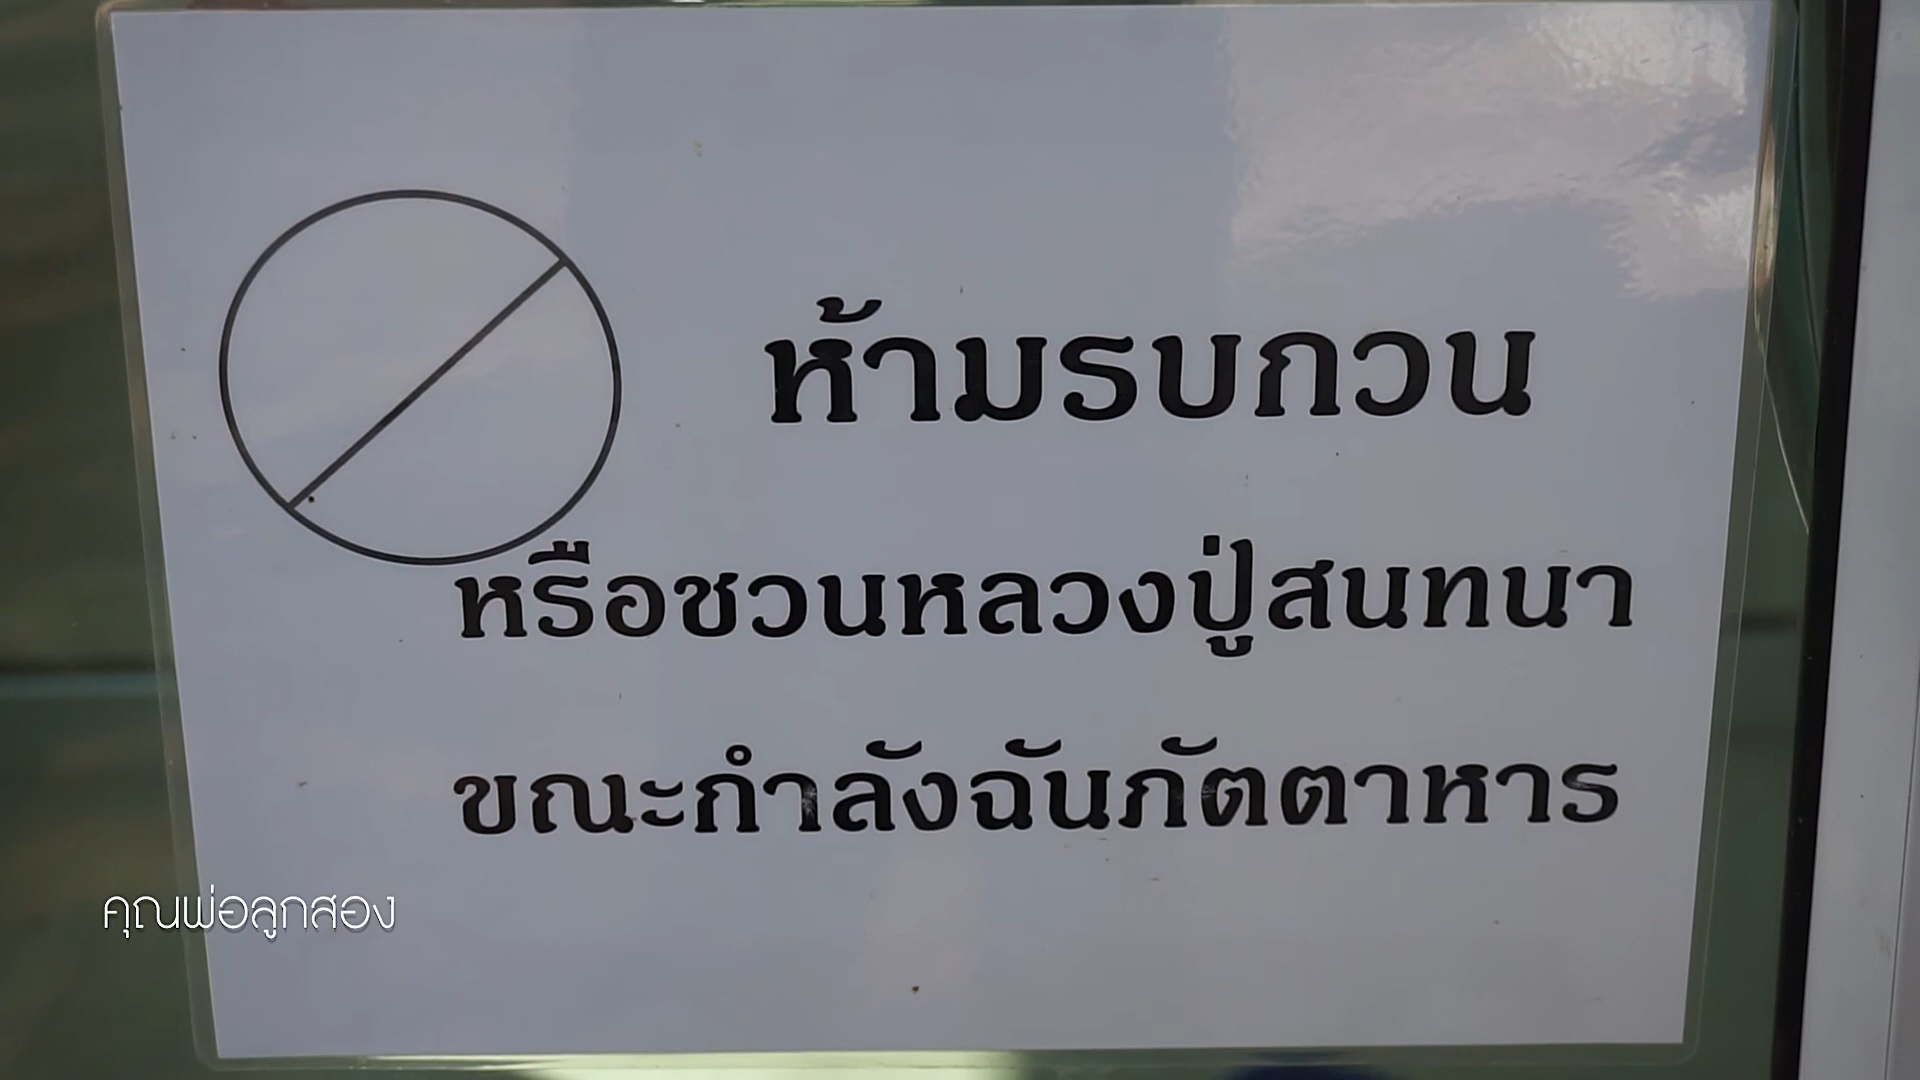 ห้ามรบกวน
หรือชวนหลวงปู่สนทนา
ขณะกำลังฉันภัตตาหาร
คุณพ่อลูกสอง